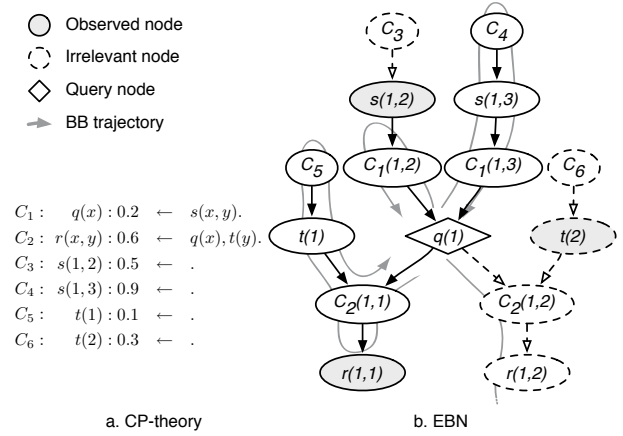 Observed node
Irrelevant node
Query node
BB trajectory
C₁ : q(x) : 0.2 ← s(x, y).
C₂ : r(x, y) : 0.6 ← q(x), t(y).
C₃ : s(1, 2) : 0.5 ← .
C₄ : s(1, 3) : 0.9 ← .
C₅ : t(1) : 0.1 ← .
C₆ : t(2) : 0.3 ← .
a. CP-theory
C₃ C₄
s(1,2) s(1,3)
C₅ C₁(1,2) C₁(1,3) C₆
t(1) q(1) t(2)
C₂(1,1) C₂(1,2)
r(1,1) r(1,2)
b. EBN